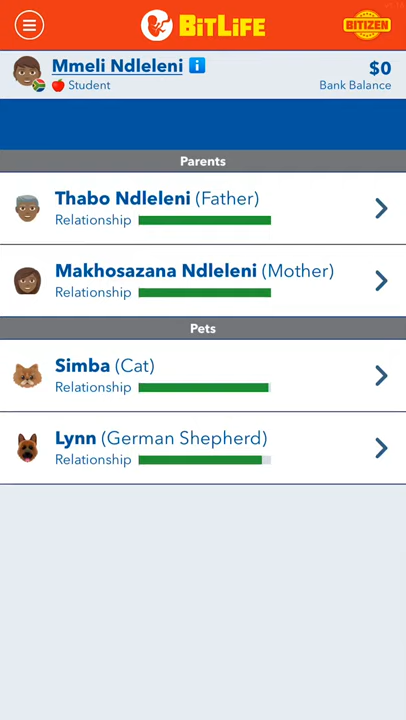 BitLife
BITIZEN
Mmeli Ndleleni
$0
Student
Bank Balance
Parents
Thabo Ndleleni (Father)
Relationship
Makhosazana Ndleleni (Mother)
Relationship
Pets
Simba (Cat)
Relationship
Lynn (German Shepherd)
Relationship